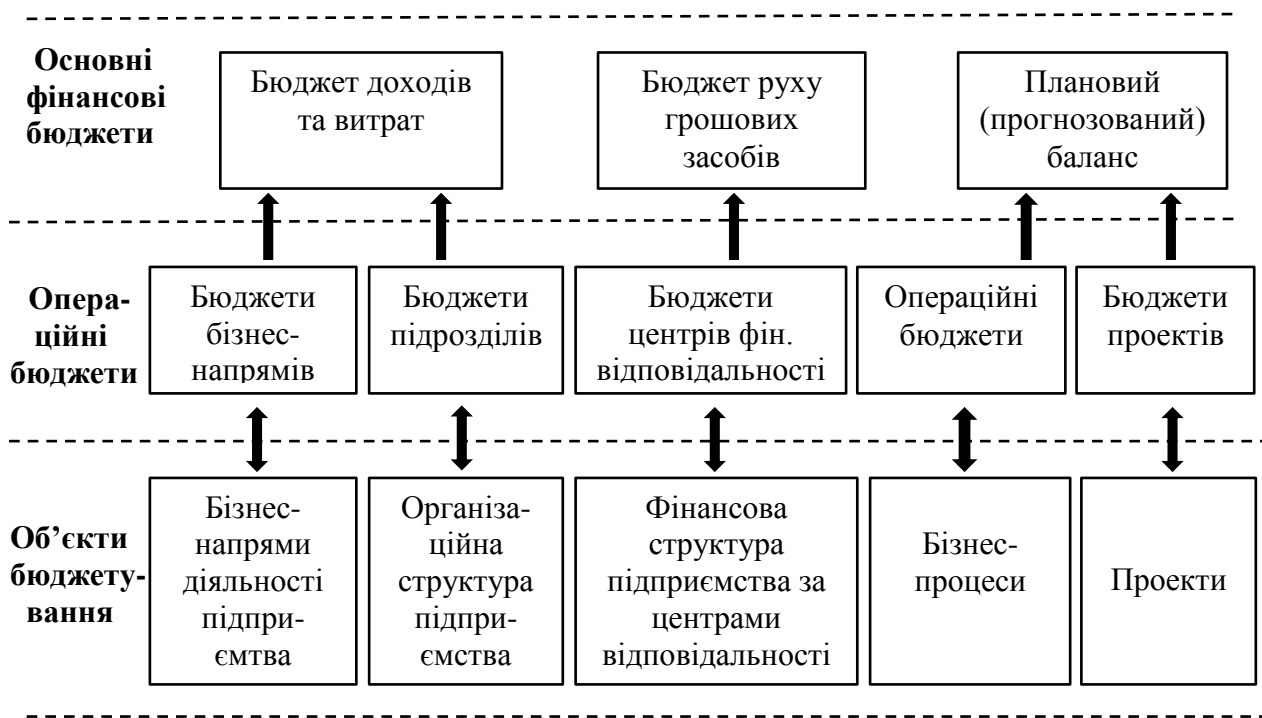 Основні
фінансові
бюджети
Бюджет доходів
та витрат
Бюджет руху
грошових
засобів
Плановий
(прогнозований)
баланс
Опера-
ційні
бюджети
Бюджети
бізнес-
напрямів
Бюджети
підрозділів
Бюджети
центрів фін.
відповідальності
Операційні
бюджети
Бюджети
проектів
Об’єкти
бюджету-
вання
Бізнес-
напрями
діяльності
підпри-
ємтва
Організа-
ційна
структура
підпри-
ємства
Фінансова
структура
підприємства за
центрами
відповідальності
Бізнес-
процеси
Проекти